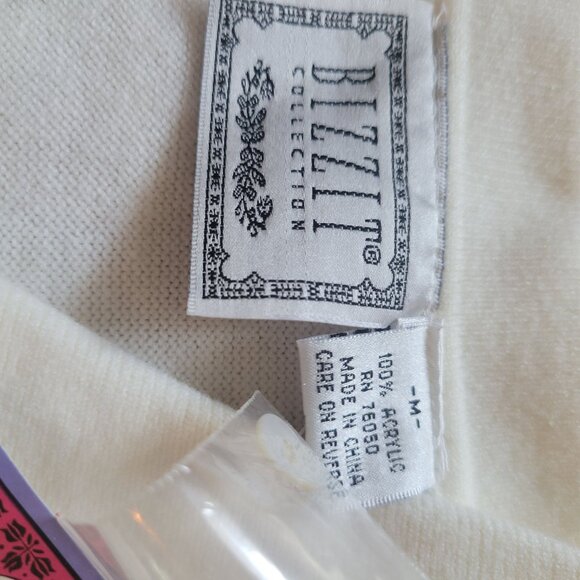 BIZZIT®
COLLECTION
-M-
100% ACRYLIC
RN 76050
MADE IN CHINA
CARE ON REVERSE